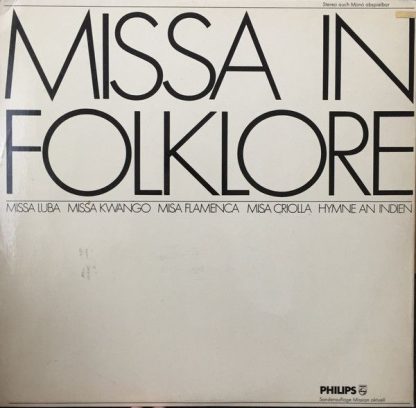 Stereo auch Mono abspielbar
MISSA IN
FOLKLORE
MISSA LUBA MISSA KWANGO MISA FLAMENCA MISA CRIOLLA HYMNE AN INDIEN
PHILIPS
Sonderauflage Mission aktuell